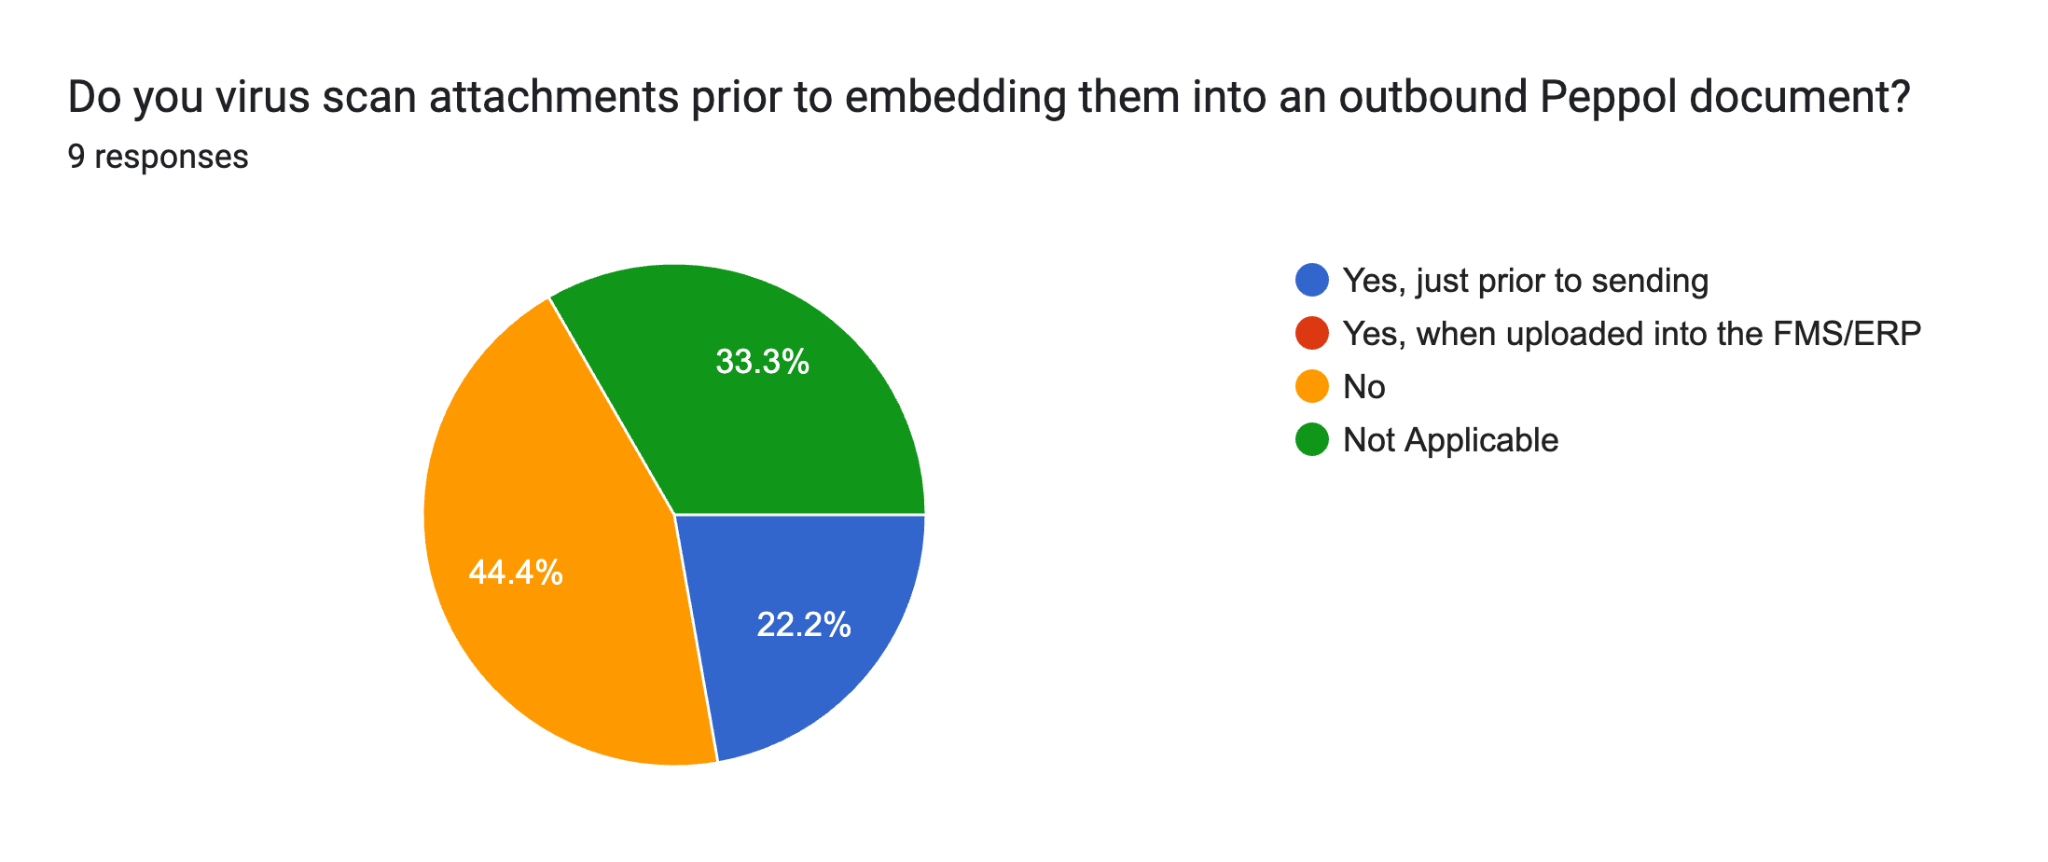 Do you virus scan attachments prior to embedding them into an outbound Peppol document?
9 responses
Yes, just prior to sending
Yes, when uploaded into the FMS/ERP
No
Not Applicable
33.3%
44.4%
22.2%